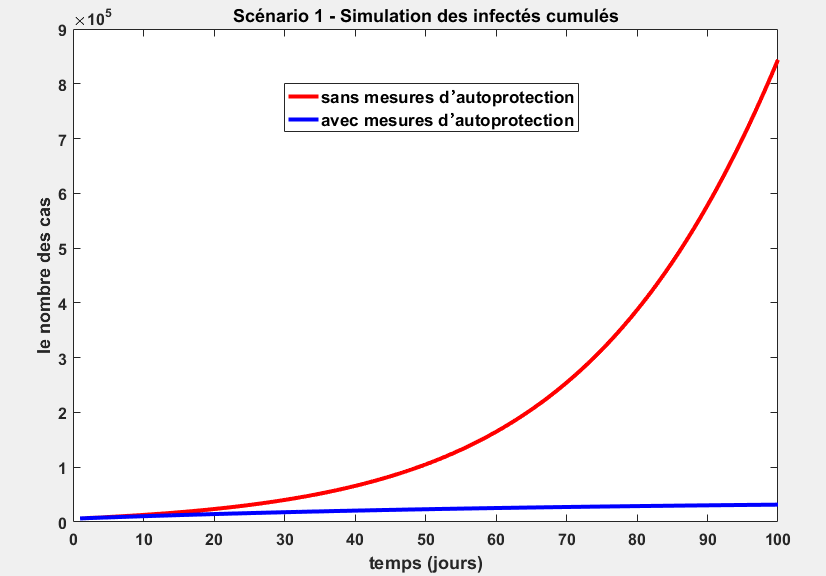 Scénario 1 - Simulation des infectés cumulés
×10⁵
9
8
7
6
5
4
3
2
1
0
le nombre des cas
sans mesures d’autoprotection
avec mesures d’autoprotection
0 10 20 30 40 50 60 70 80 90 100
temps (jours)